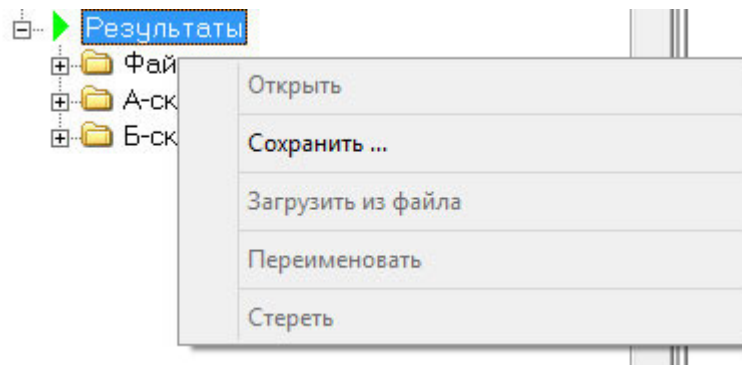 Результаты
Фай
А-ск
Б-ск
Открыть
Сохранить ...
Загрузить из файла
Переименовать
Стереть